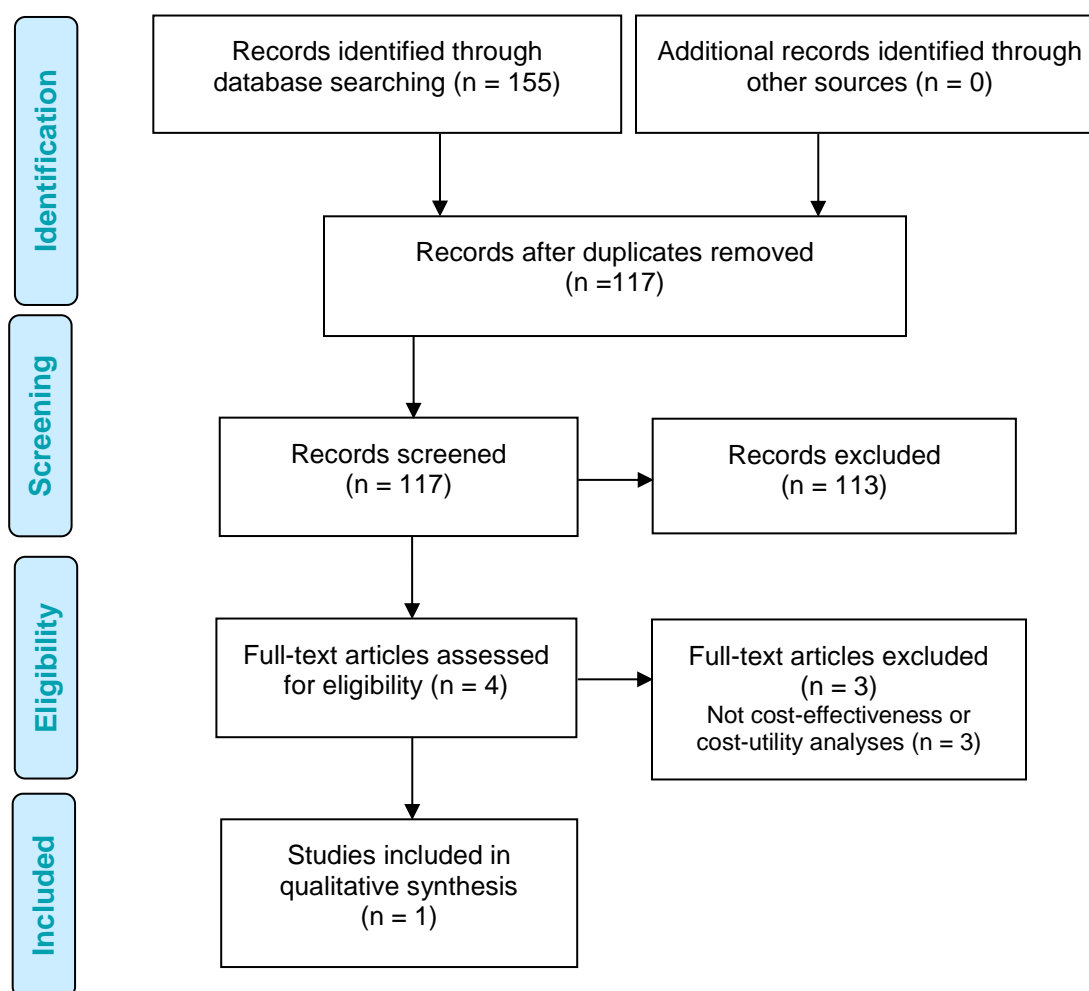 Identification
Records identified through
database searching (n = 155)
Additional records identified through
other sources (n = 0)
Records after duplicates removed
(n =117)
Screening
Records screened
(n = 117)
Records excluded
(n = 113)
Eligibility
Full-text articles assessed
for eligibility (n = 4)
Full-text articles excluded
(n = 3)
Not cost-effectiveness or
cost-utility analyses (n = 3)
Included
Studies included in
qualitative synthesis
(n = 1)